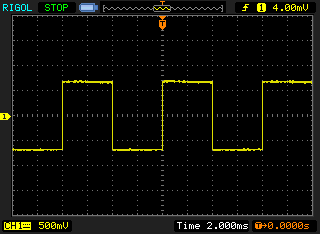 RIGOL STOP T 1 4.00mV
T
1
CH1 500mV Time 2.000ms T→0.0000s